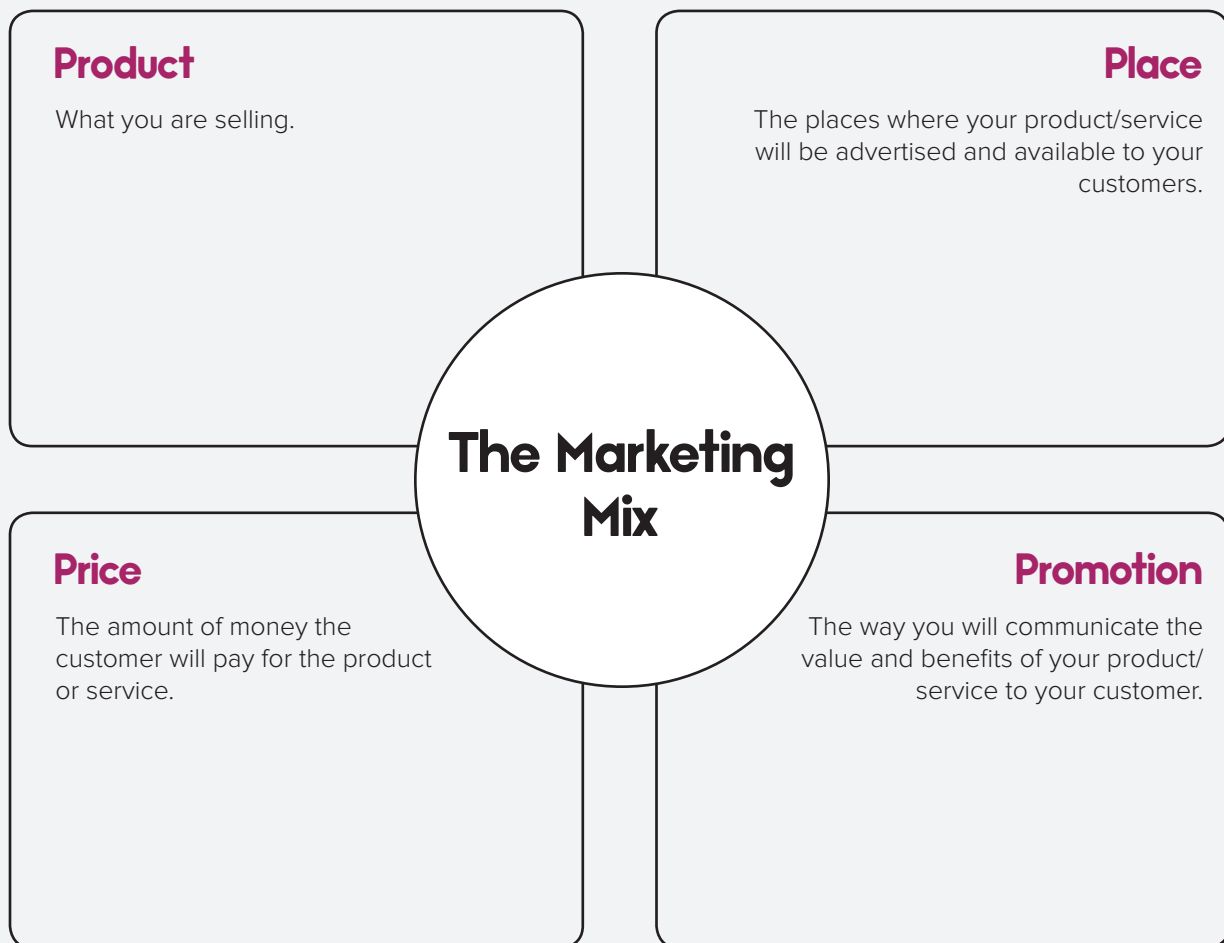 Product
What you are selling.
Place
The places where your product/service
will be advertised and available to your
customers.
The Marketing
Mix
Price
The amount of money the
customer will pay for the product
or service.
Promotion
The way you will communicate the
value and benefits of your product/
service to your customer.